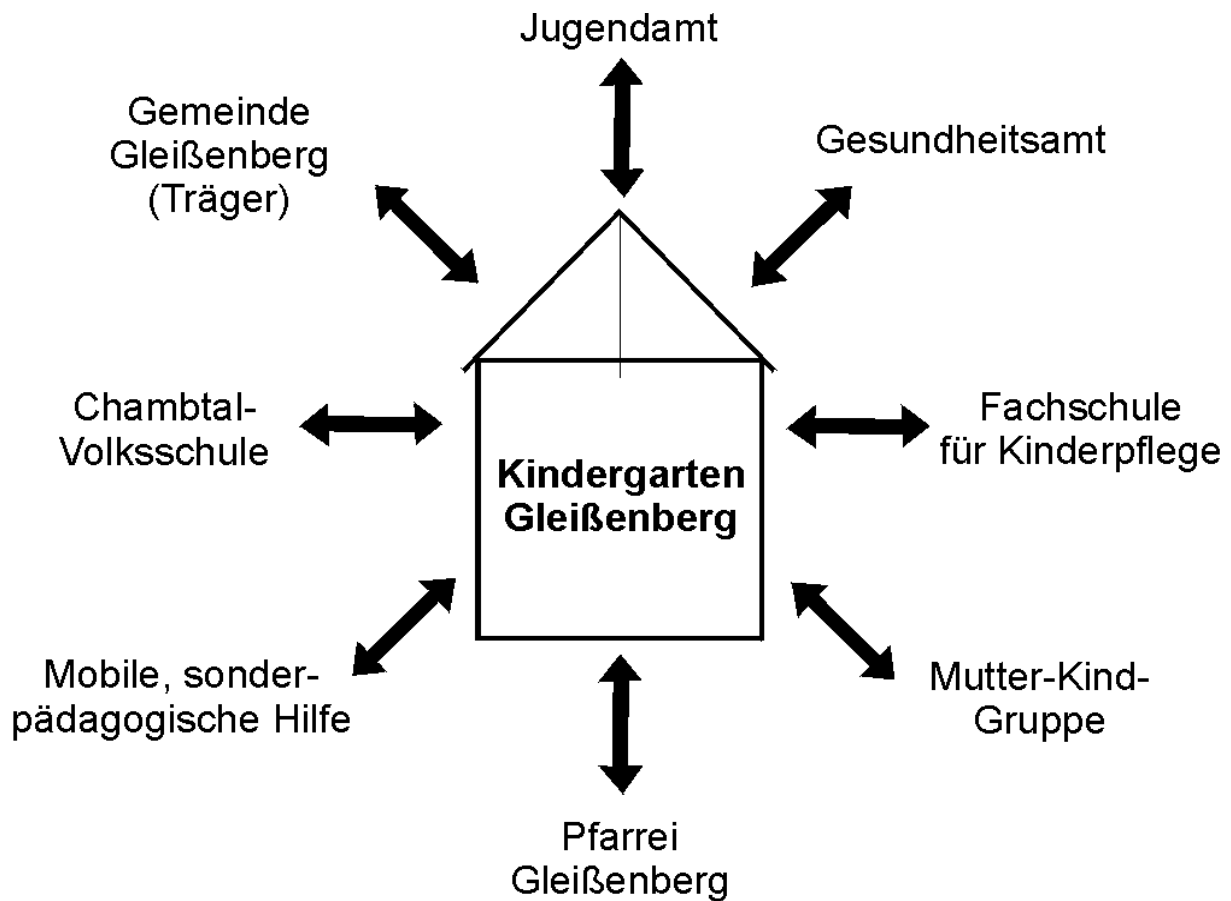 Jugendamt
Gemeinde
Gleißenberg
(Träger)
Gesundheitsamt
Chambtal-
Volksschule
Fachschule
für Kinderpflege
Kindergarten
Gleißenberg
Mobile, sonder-
pädagogische Hilfe
Mutter-Kind-
Gruppe
Pfarrei
Gleißenberg